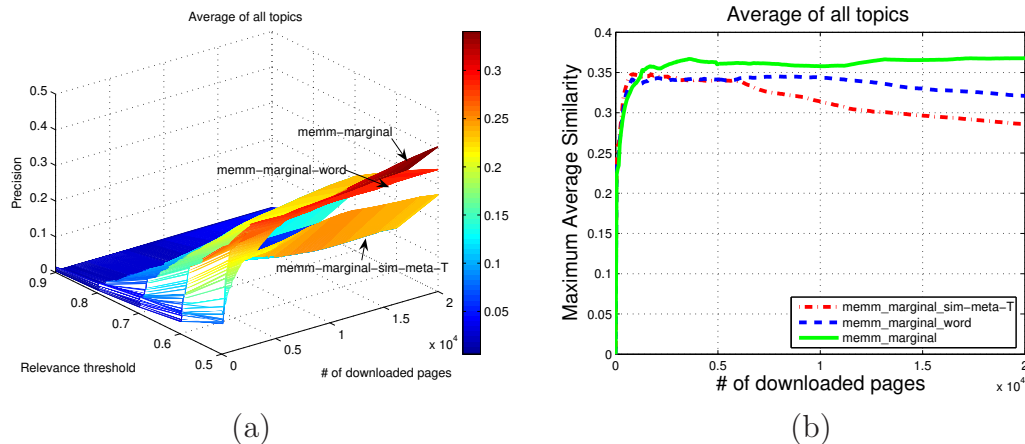 Average of all topics
0.5
0.4
0.3
0.2
0.1
0
Precision
0.9
0.8
0.7
0.6
0.5
Relevance threshold
0
0.5
1
1.5
2
x 10⁴
# of downloaded pages
memm-marginal
memm-marginal-word
memm-marginal-sim-meta-T
0.3
0.25
0.2
0.15
0.1
0.05
(a)
Average of all topics
0.4
0.35
0.3
0.25
0.2
0.15
0.1
0.05
0
Maximum Average Similarity
0
0.5
1
1.5
2
x 10⁴
# of downloaded pages
memm_marginal_sim-meta-T
memm_marginal_word
memm_marginal
(b)